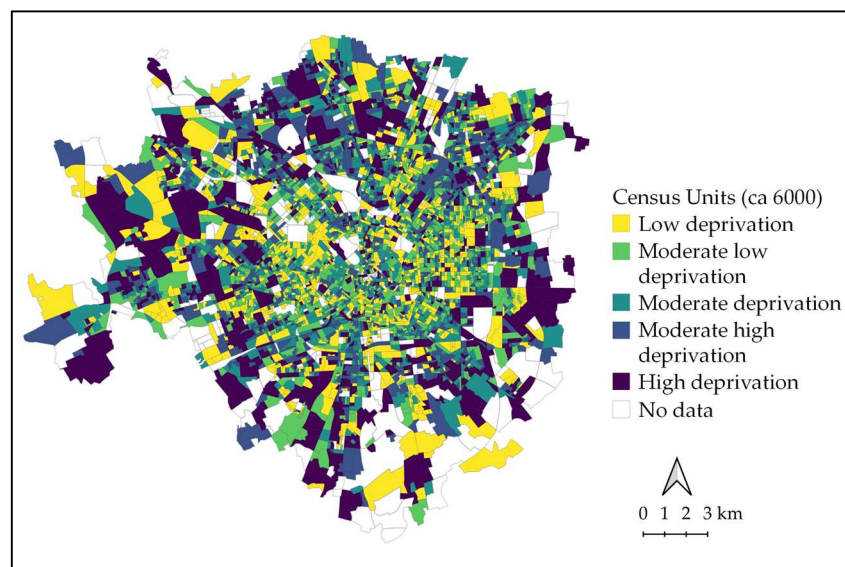 Census Units (ca 6000)
Low deprivation
Moderate low
deprivation
Moderate deprivation
Moderate high
deprivation
High deprivation
No data
0 1 2 3 km